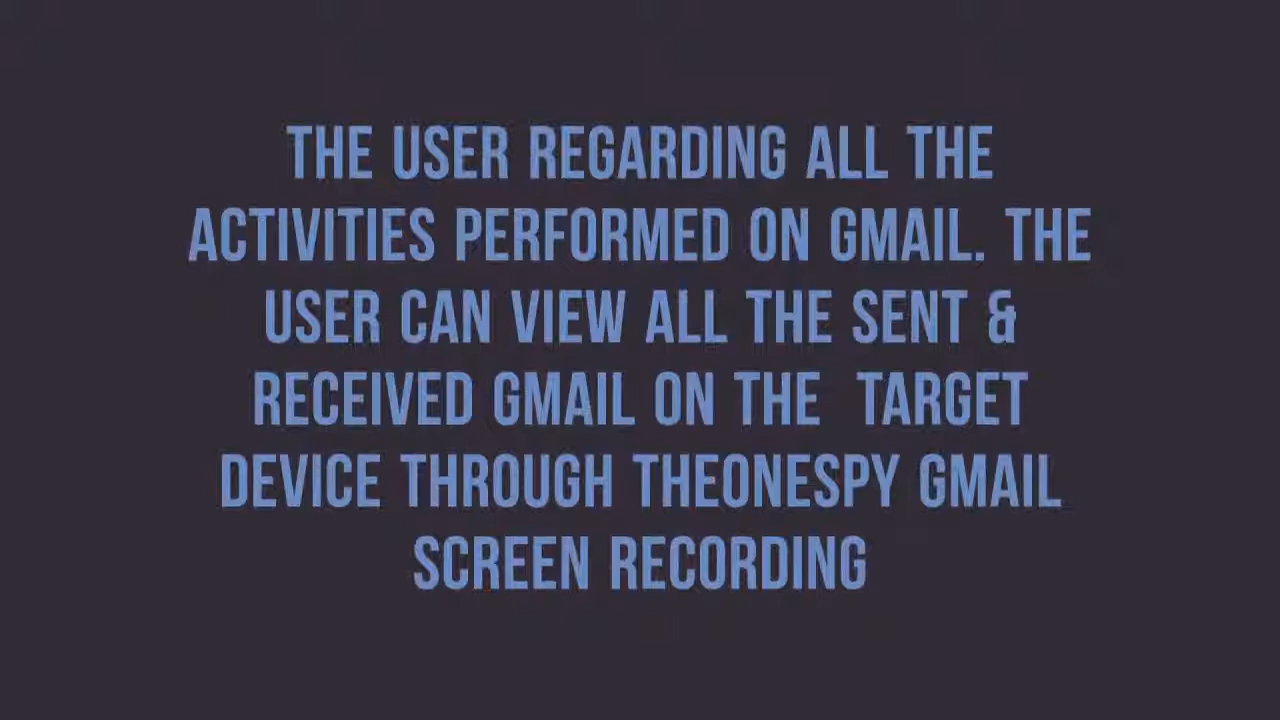 THE USER REGARDING ALL THE
ACTIVITIES PERFORMED ON GMAIL. THE
USER CAN VIEW ALL THE SENT &
RECEIVED GMAIL ON THE TARGET
DEVICE THROUGH THEONESPY GMAIL
SCREEN RECORDING